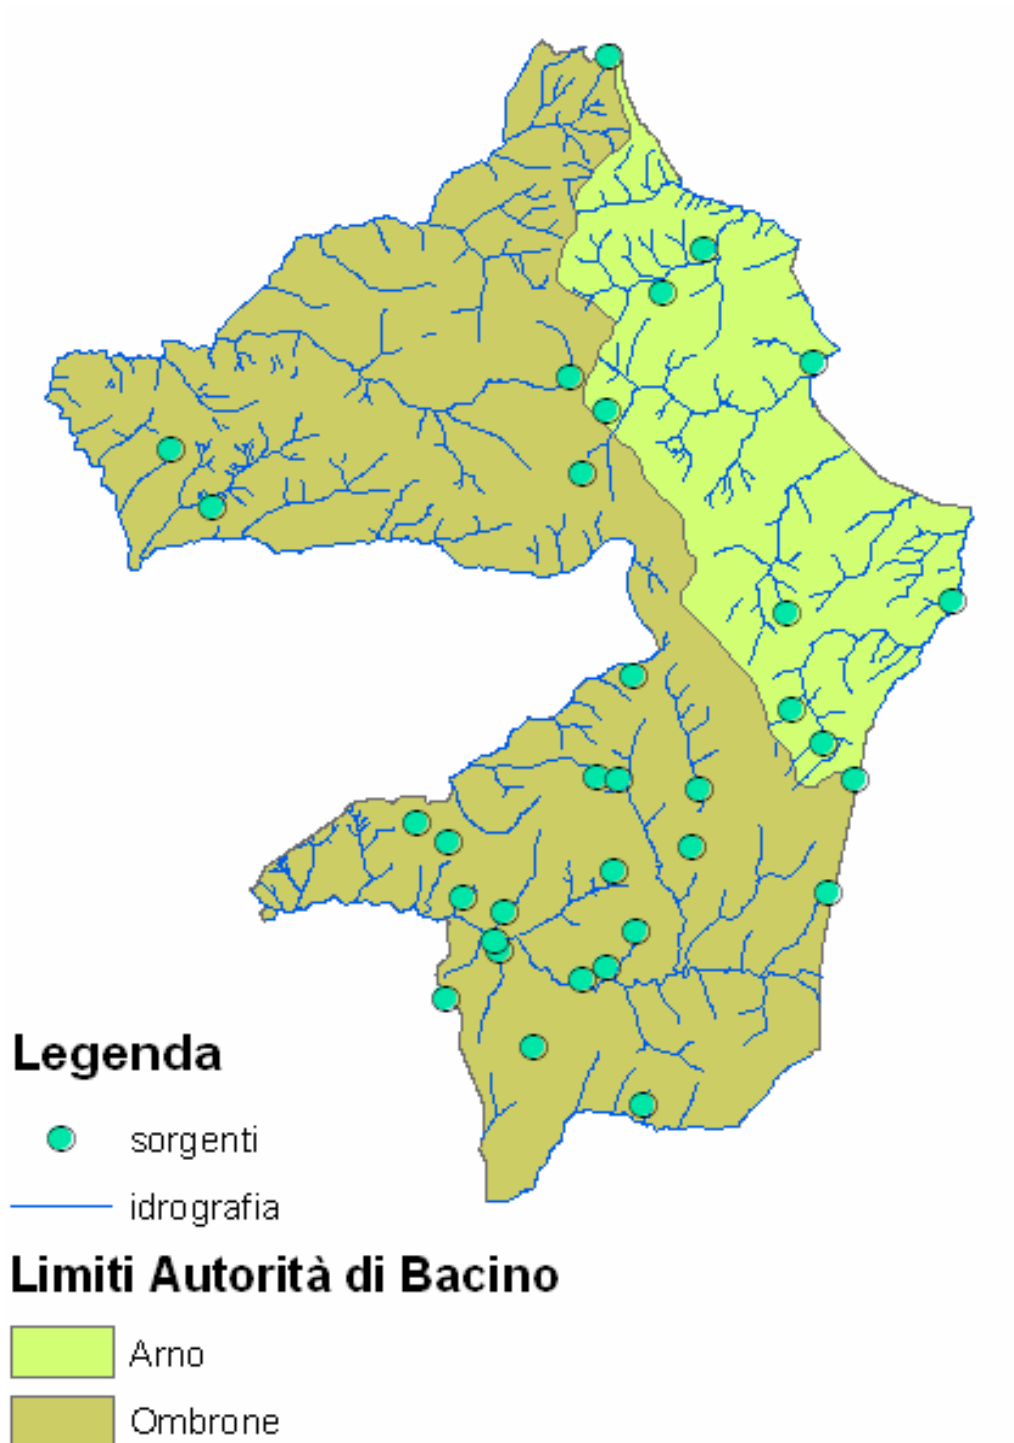 Legenda
sorgenti
idrografia
Limiti Autorità di Bacino
Arno
Ombrone